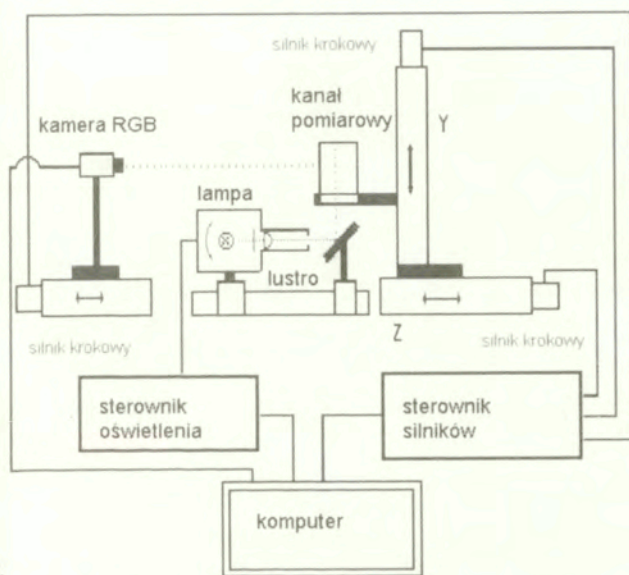 silnik krokowy
kanał
pomiarowy
Y
kamera RGB
lampa
lustro
Z
silnik krokowy
silnik krokowy
sterownik
oświetlenia
sterownik
silników
komputer